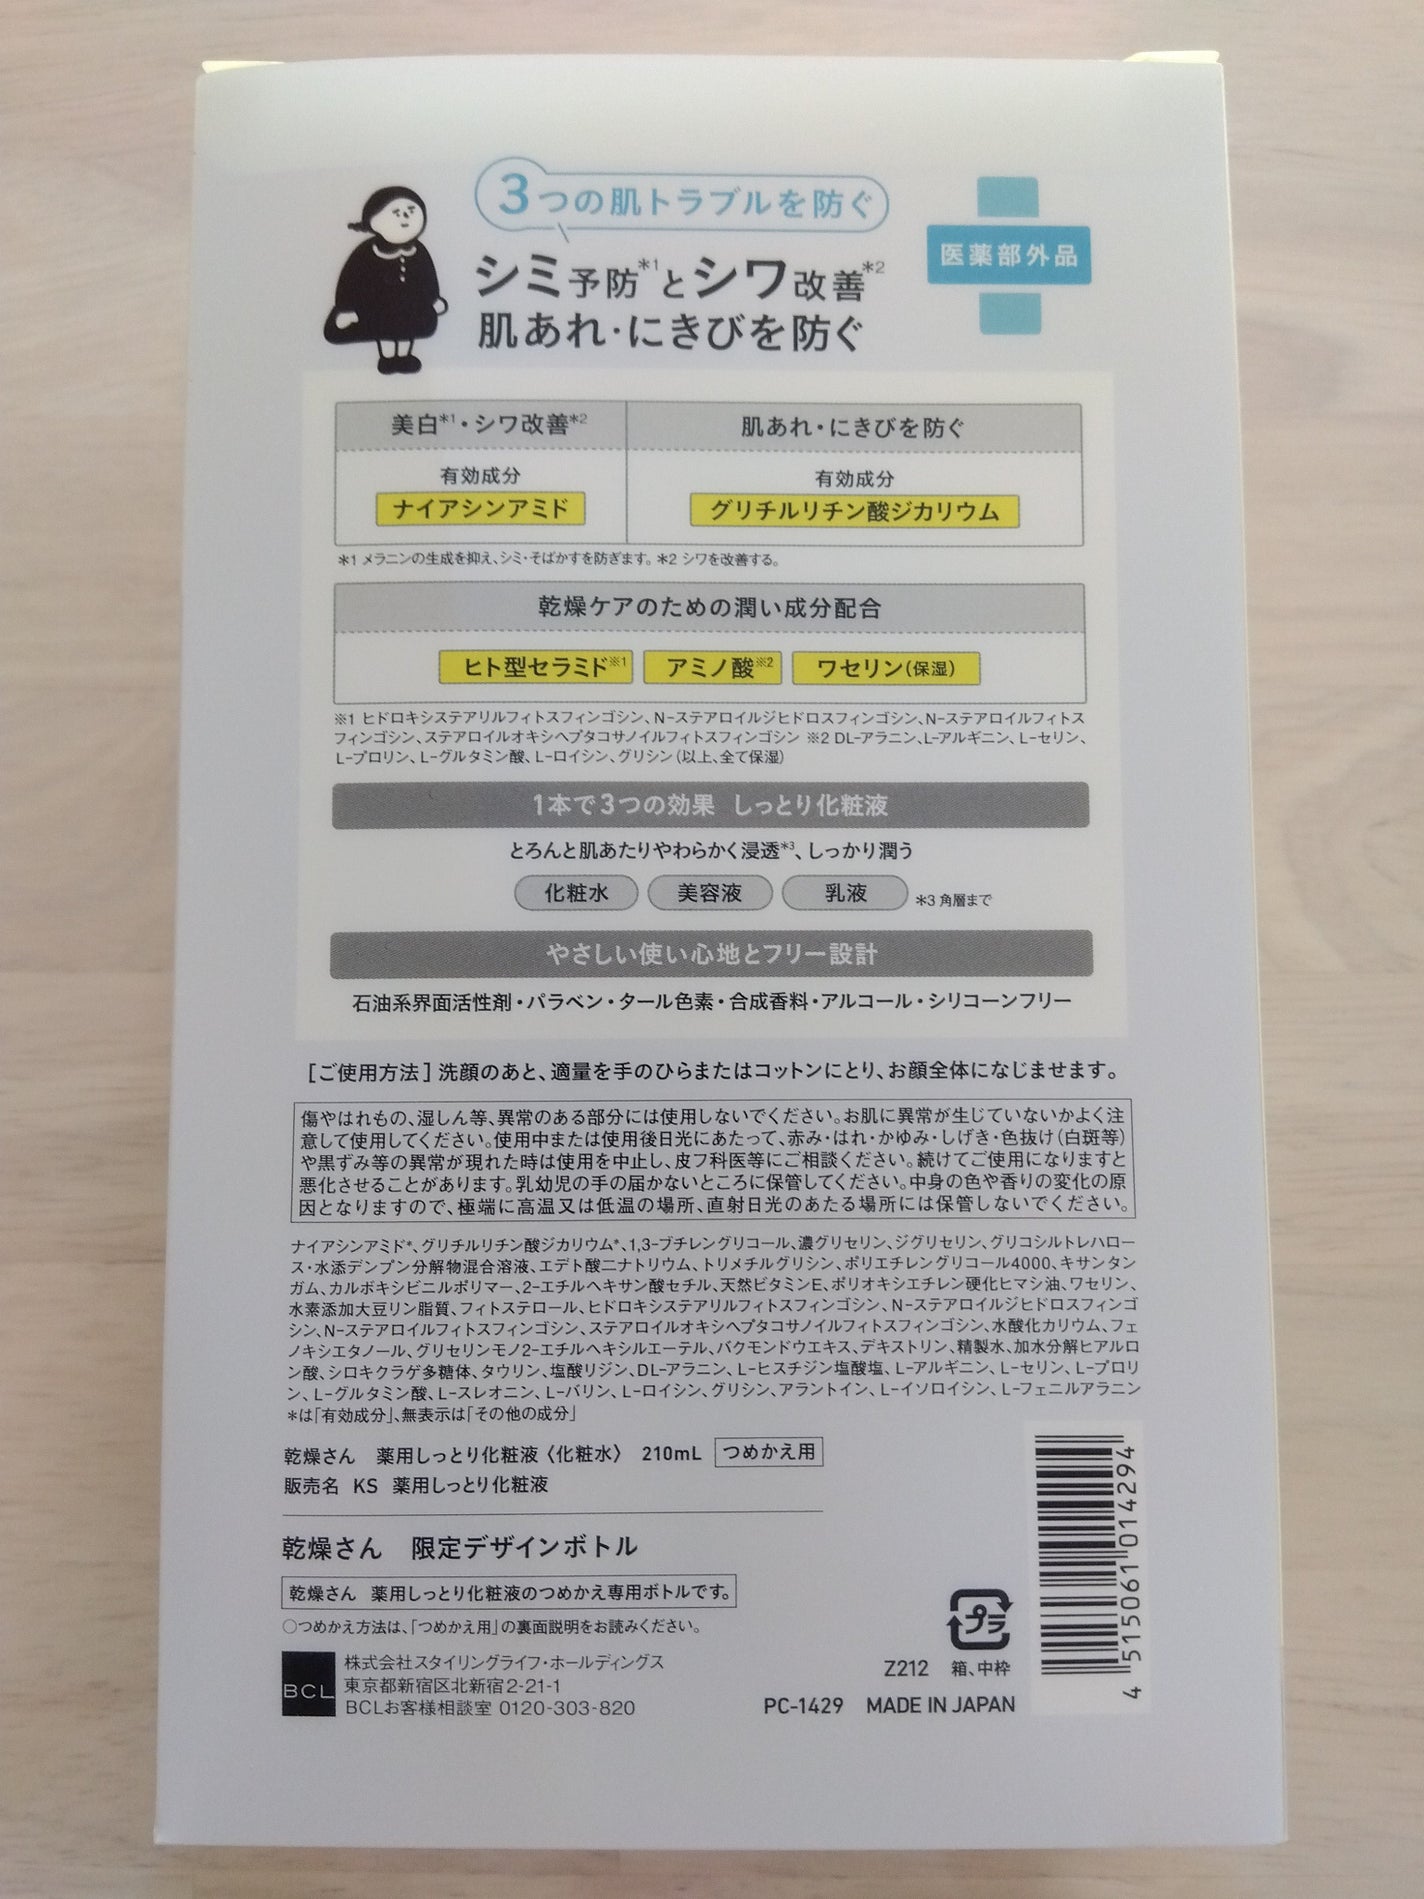 3つの肌トラブルを防ぐ
シミ予防*1とシワ改善*2
肌あれ・にきびを防ぐ
医薬部外品
美白*1・シワ改善*2
肌あれ・にきびを防ぐ
有効成分
ナイアシンアミド
有効成分
グリチルリチン酸ジカリウム
*1 メラニンの生成を抑え、シミ・そばかすを防ぎます。*2 シワを改善する。
乾燥ケアのための潤い成分配合
ヒト型セラミド※1 アミノ酸※2 ワセリン(保湿)
※1 ヒドロキシステアリルフィトスフィンゴシン、N-ステアロイルジヒドロスフィンゴシン、N-ステアロイルフィトス
フィンゴシン、ステアロイルオキシヘプタコサノイルフィトスフィンゴシン ※2 DL-アラニン、L-アルギニン、L-セリン、
L-プロリン、L-グルタミン酸、L-ロイシン、グリシン(以上、全て保湿)
1本で3つの効果 しっとり化粧液
とろんと肌あたりやわらかく浸透*3、しっかり潤う
化粧水 美容液 乳液 *3 角層まで
やさしい使い心地とフリー設計
石油系界面活性剤・パラベン・タール色素・合成香料・アルコール・シリコーンフリー
[ご使用方法]洗顔のあと、適量を手のひらまたはコットンにとり、お顔全体になじませます。
傷やはれもの、湿しん等、異常のある部分には使用しないでください。お肌に異常が生じていないかよく注
意して使用してください。使用中または使用後日光にあたって、赤み・はれ・かゆみ・しげき・色抜け(白斑等)
や黒ずみ等の異常が現れた時は使用を中止し、皮フ科医等にご相談ください。続けてご使用になりますと
悪化させることがあります。乳幼児の手の届かないところに保管してください。中身の色や香りの変化の原
因となりますので、極端に高温又は低温の場所、直射日光のあたる場所には保管しないでください。
ナイアシンアミド*、グリチルリチン酸ジカリウム*、1,3-ブチレングリコール、濃グリセリン、ジグリセリン、グリコシルトレハロー
ス・水添デンプン分解物混合溶液、エデト酸二ナトリウム、トリメチルグリシン、ポリエチレングリコール4000、キサンタン
ガム、カルボキシビニルポリマー、2-エチルヘキサン酸セチル、天然ビタミンE、ポリオキシエチレン硬化ヒマシ油、ワセリン、
水素添加大豆リン脂質、フィトステロール、ヒドロキシステアリルフィトスフィンゴシン、N-ステアロイルジヒドロスフィンゴ
シン、N-ステアロイルフィトスフィンゴシン、ステアロイルオキシヘプタコサノイルフィトスフィンゴシン、水酸化カリウム、フェ
ノキシエタノール、グリセリンモノ2-エチルヘキシルエーテル、バクモンドウエキス、デキストリン、精製水、加水分解ヒアルロ
ン酸、シロキクラゲ多糖体、タウリン、塩酸リジン、DL-アラニン、L-ヒスチジン塩酸塩、L-アルギニン、L-セリン、L-プロリ
ン、L-グルタミン酸、L-スレオニン、L-バリン、L-ロイシン、グリシン、アラントイン、L-イソロイシン、L-フェニルアラニン
*は「有効成分」、無表示は「その他の成分」
乾燥さん 薬用しっとり化粧液〈化粧水〉 210mL つめかえ用
販売名 KS 薬用しっとり化粧液
乾燥さん 限定デザインボトル
乾燥さん 薬用しっとり化粧液のつめかえ専用ボトルです。
○つめかえ方法は、「つめかえ用」の裏面説明をお読みください。
BCL
株式会社スタイリングライフ・ホールディングス
東京都新宿区北新宿2-21-1
BCLお客様相談室 0120-303-820
プラ
Z212 箱、中枠
PC-1429 MADE IN JAPAN
4 515061 014294